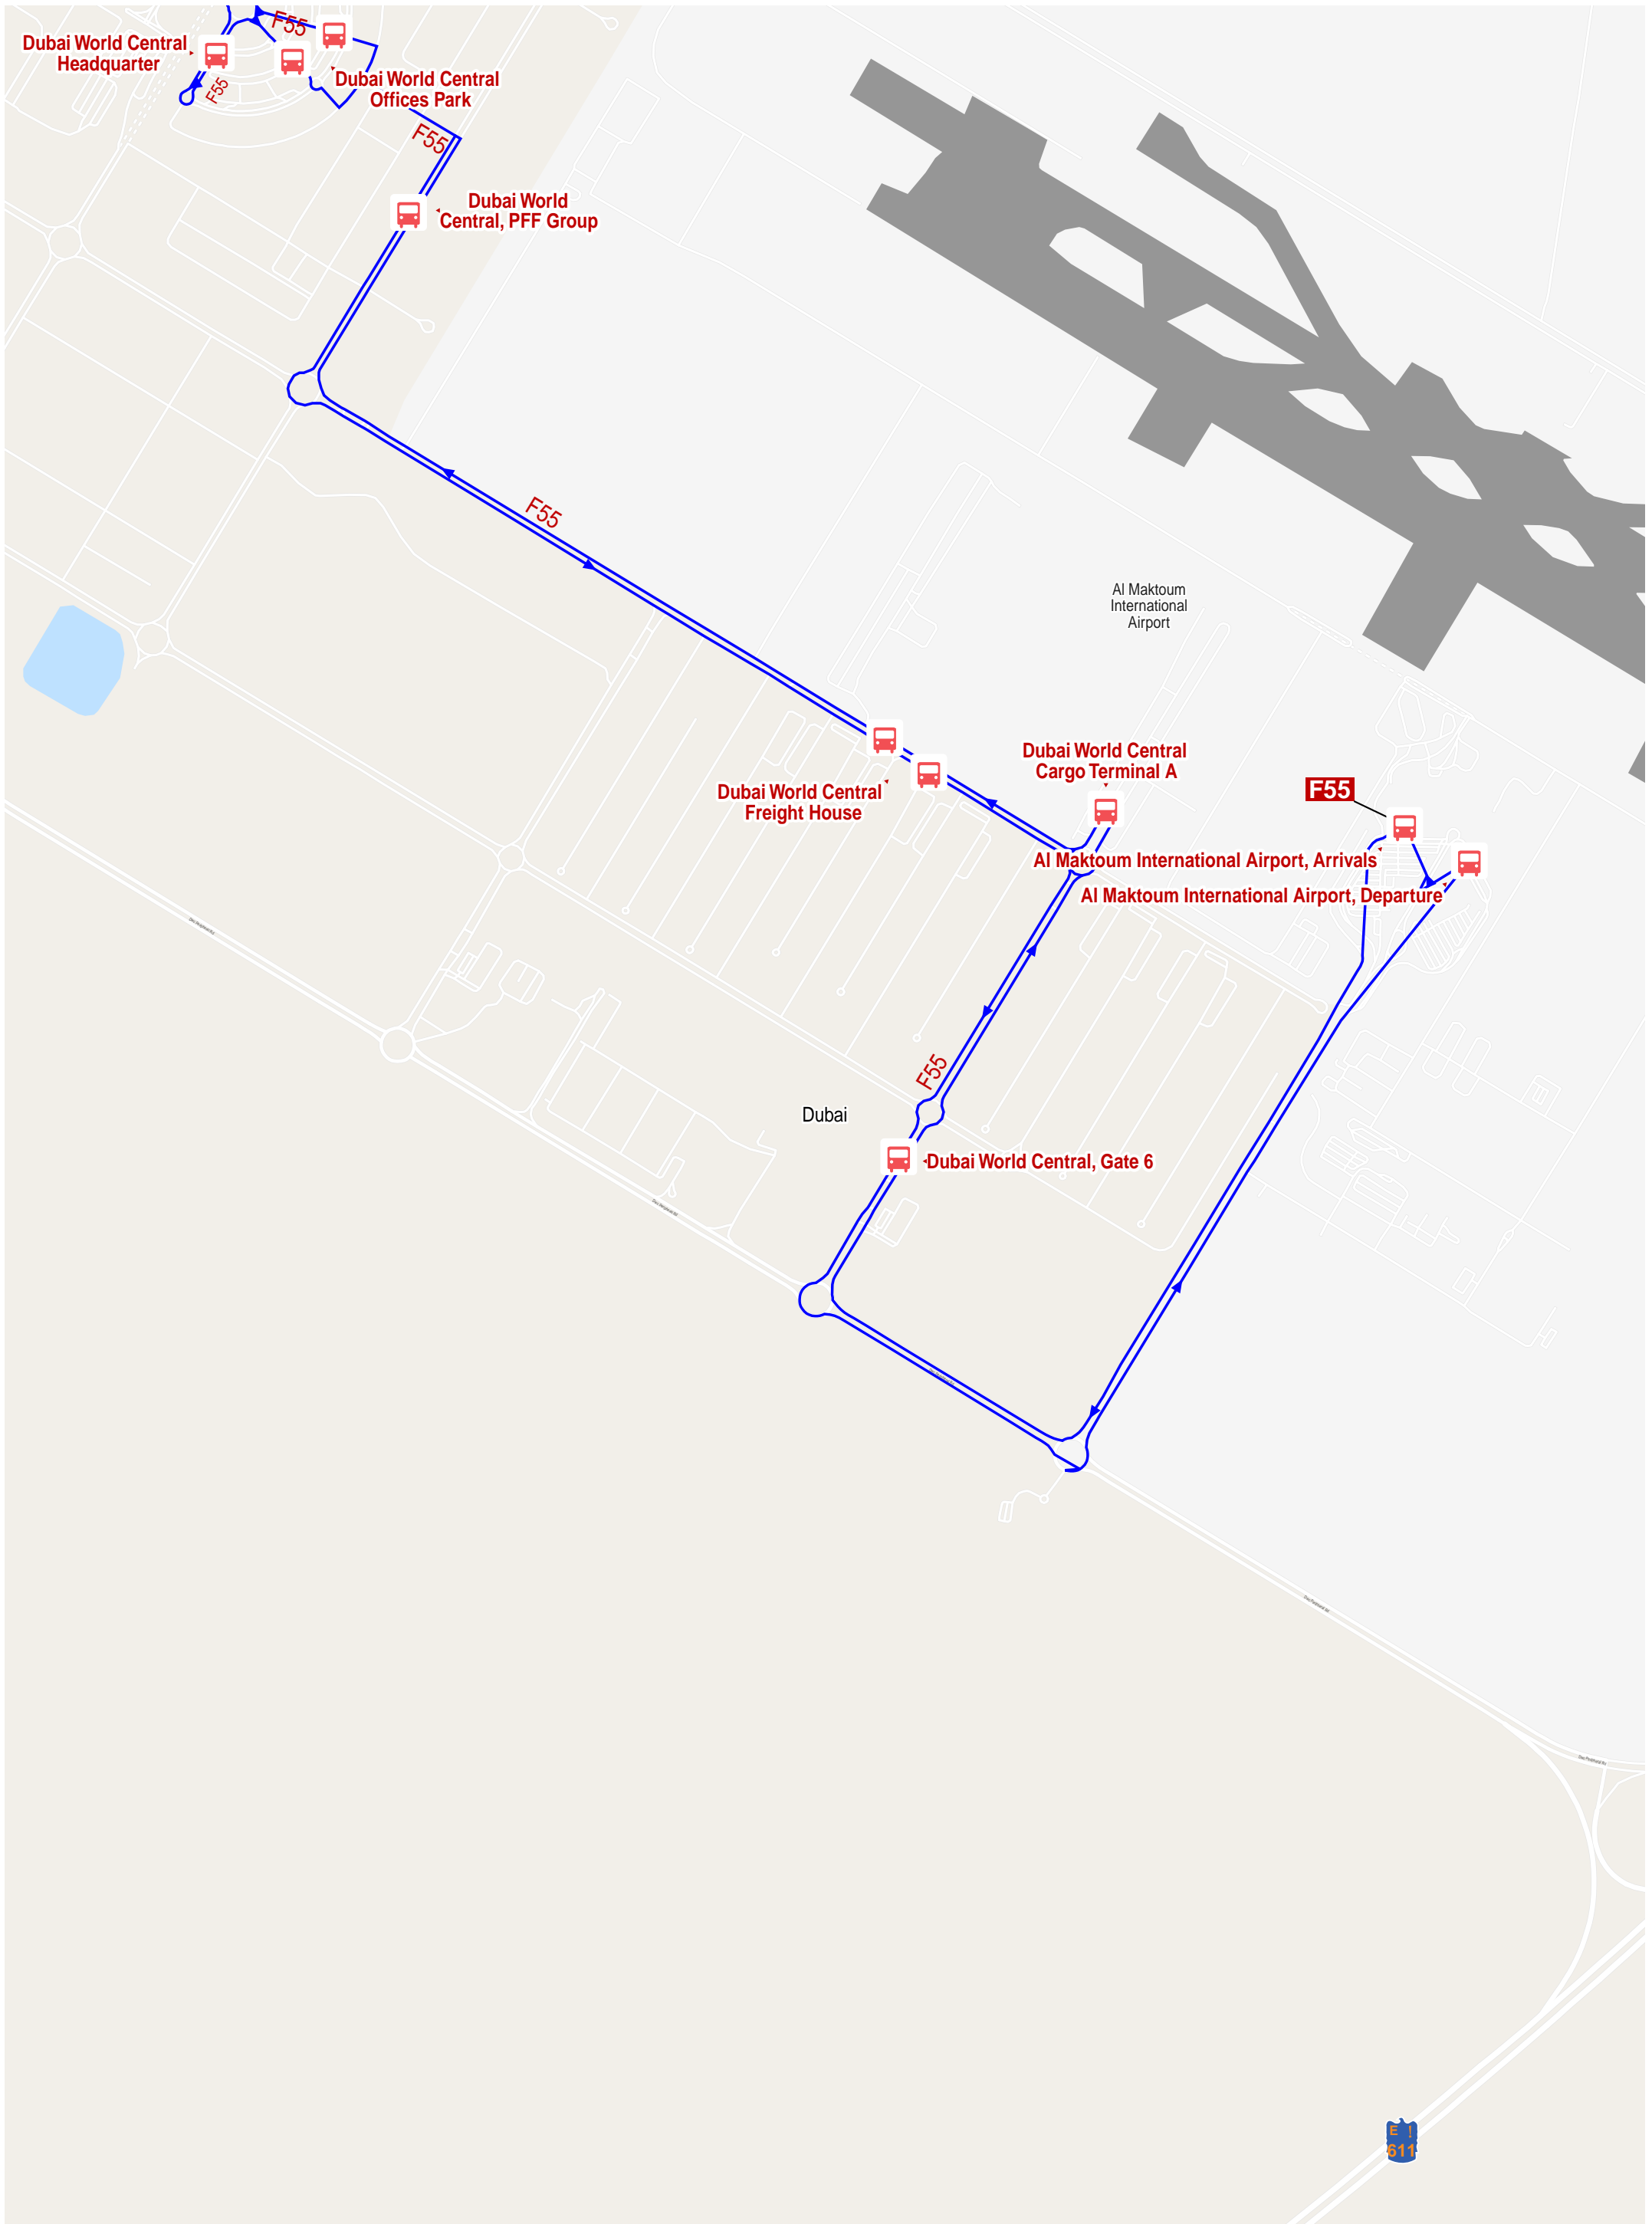 F55
Dubai World Central
Headquarter
F55
Dubai World Central
Offices Park
F55
Dubai World
Central, PFF Group
F55
Al Maktoum
International
Airport
Dubai World Central
Cargo Terminal A
Dubai World Central
Freight House
F55
Al Maktoum International Airport, Arrivals
Al Maktoum International Airport, Departure
F55
Dubai
Dubai World Central, Gate 6
E
611